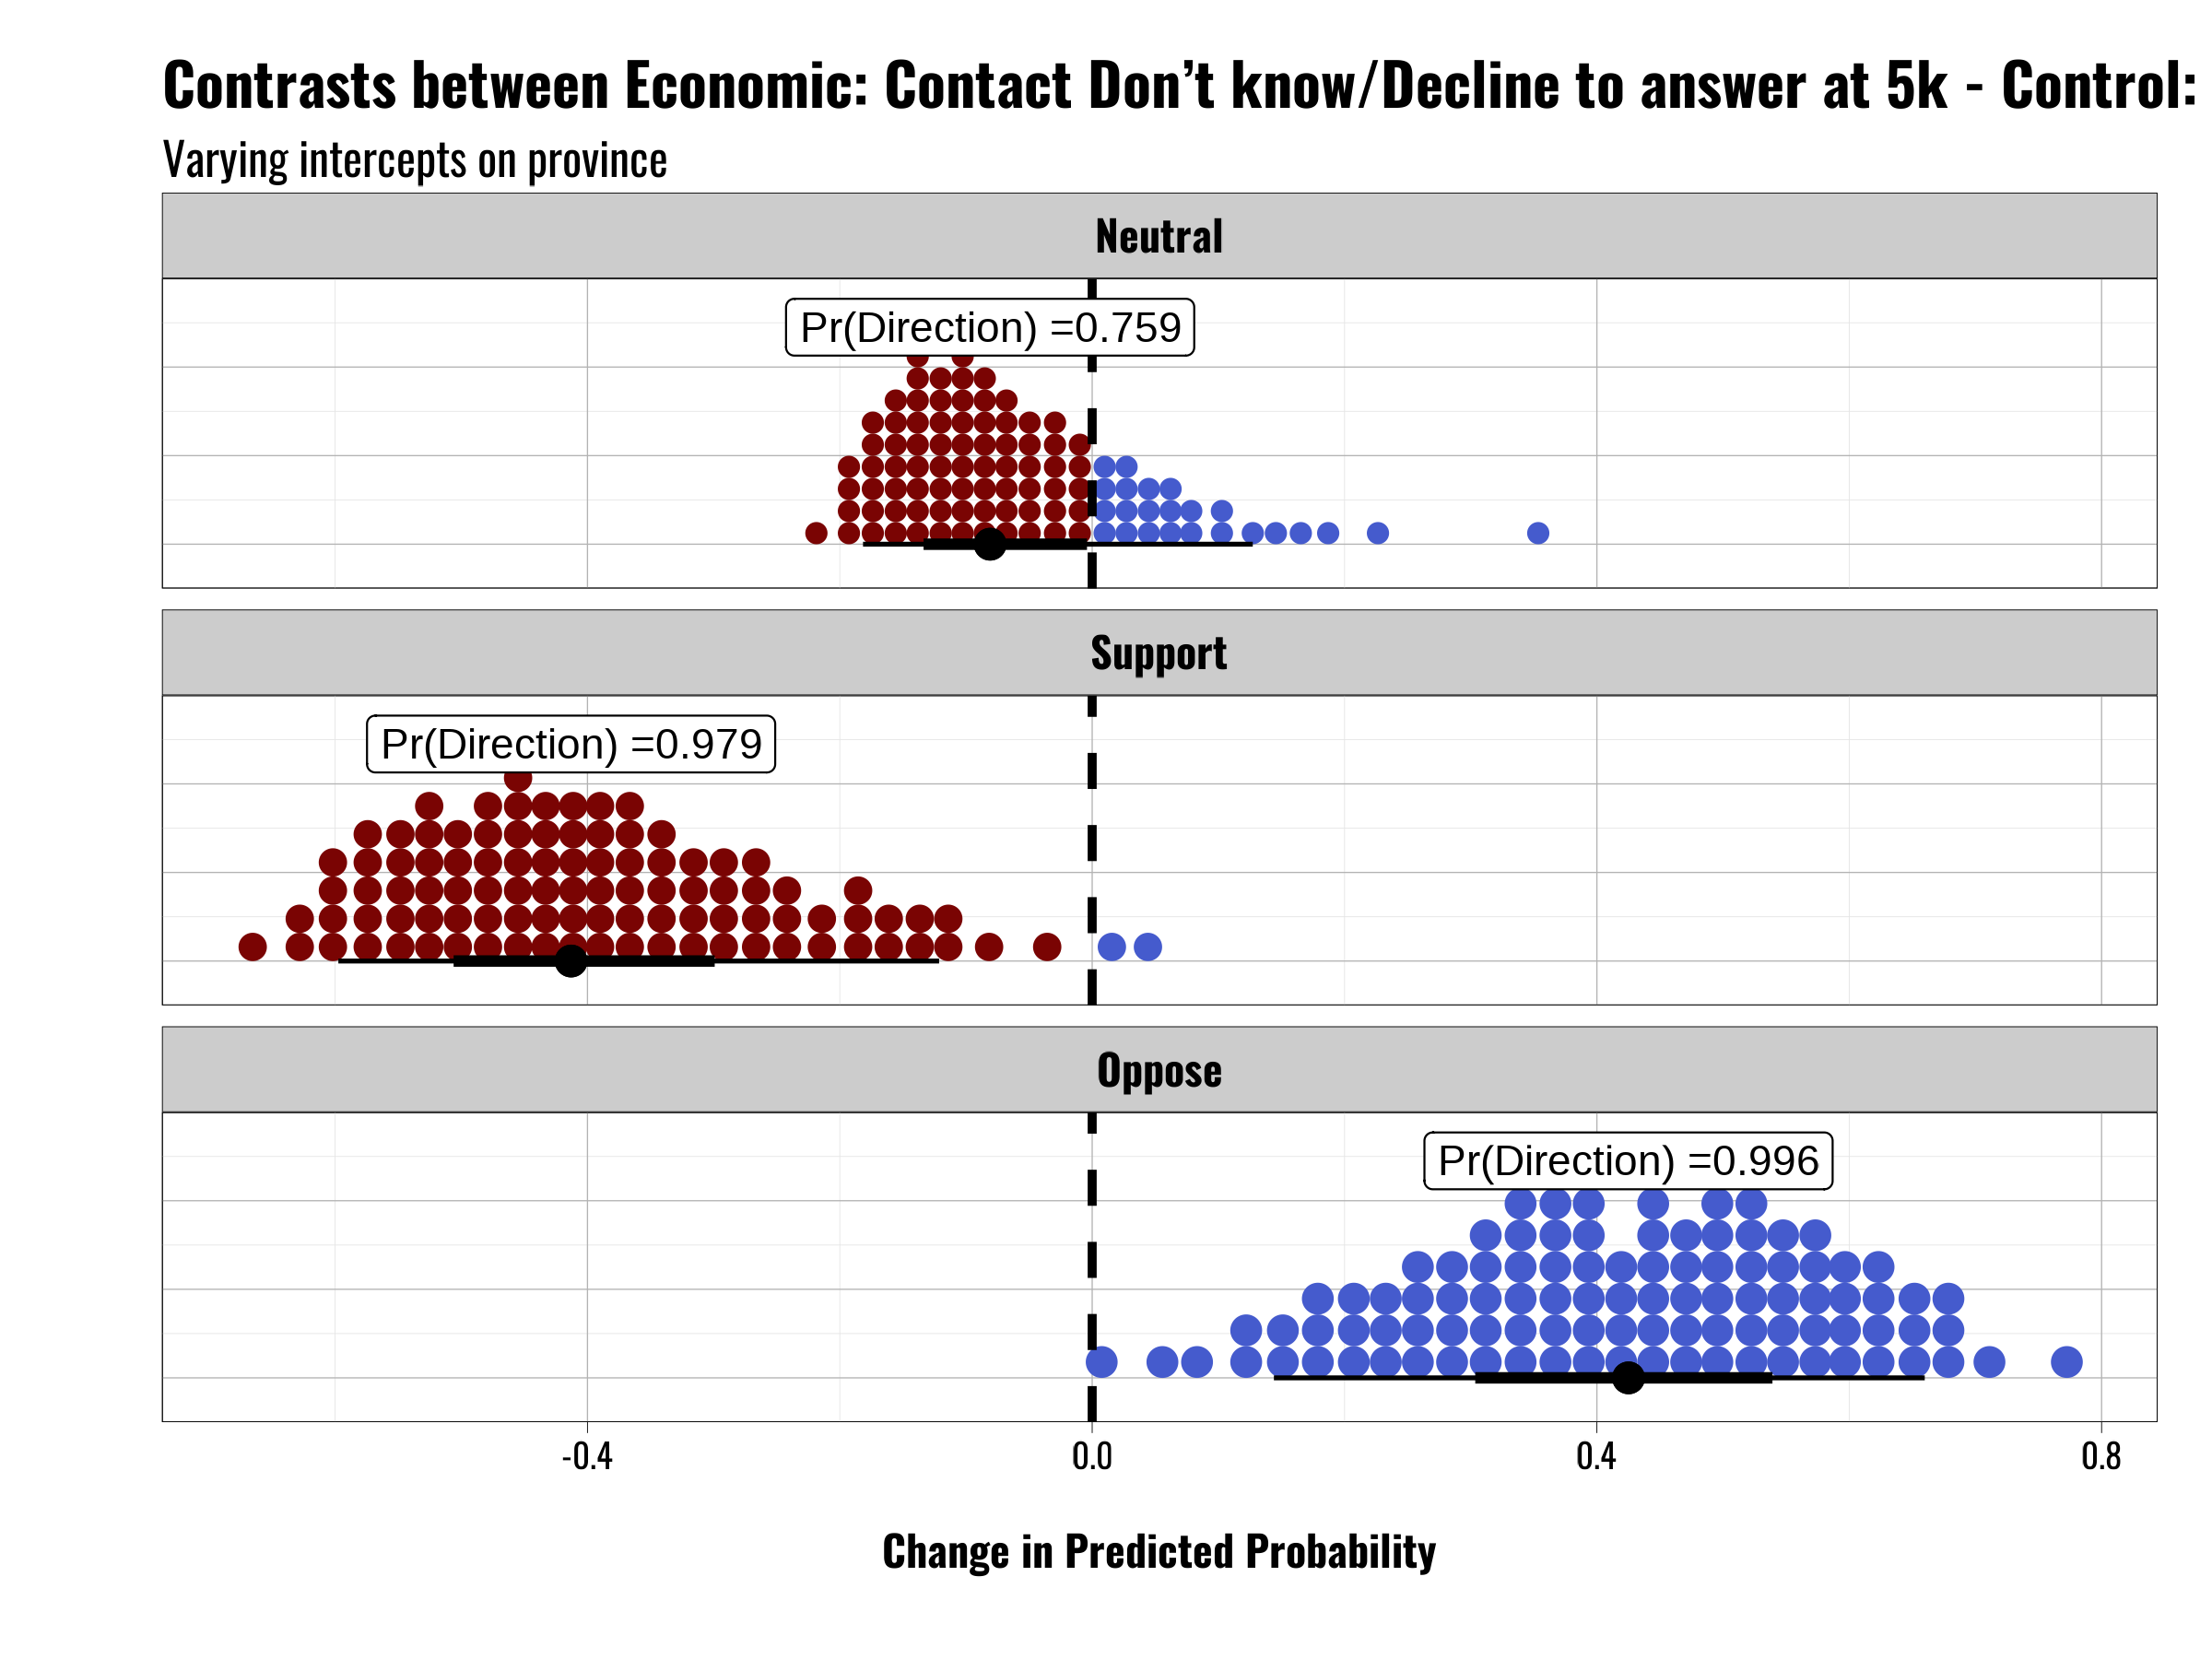 Contrasts between Economic: Contact Don’t know/Decline to answer at 5k - Control:
Varying intercepts on province
Neutral
Pr(Direction) =0.759
Support
Pr(Direction) =0.979
Oppose
Pr(Direction) =0.996
-0.4 0.0 0.4 0.8
Change in Predicted Probability